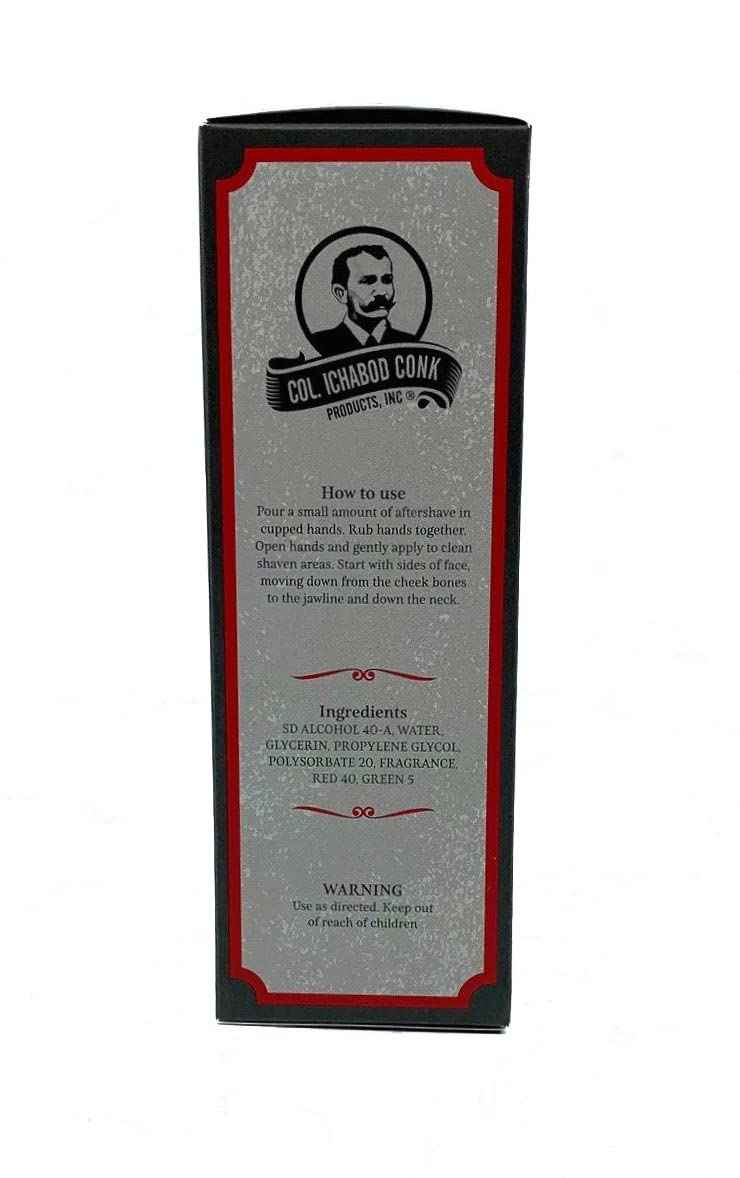 COL. ICHABOD CONK
PRODUCTS, INC ®
How to use
Pour a small amount of aftershave in
cupped hands. Rub hands together.
Open hands and gently apply to clean
shaven areas. Start with sides of face,
moving down from the cheek bones
to the jawline and down the neck.
Ingredients
SD ALCOHOL 40-A, WATER,
GLYCERIN, PROPYLENE GLYCOL,
POLYSORBATE 20, FRAGRANCE,
RED 40, GREEN 5
WARNING
Use as directed. Keep out
of reach of children